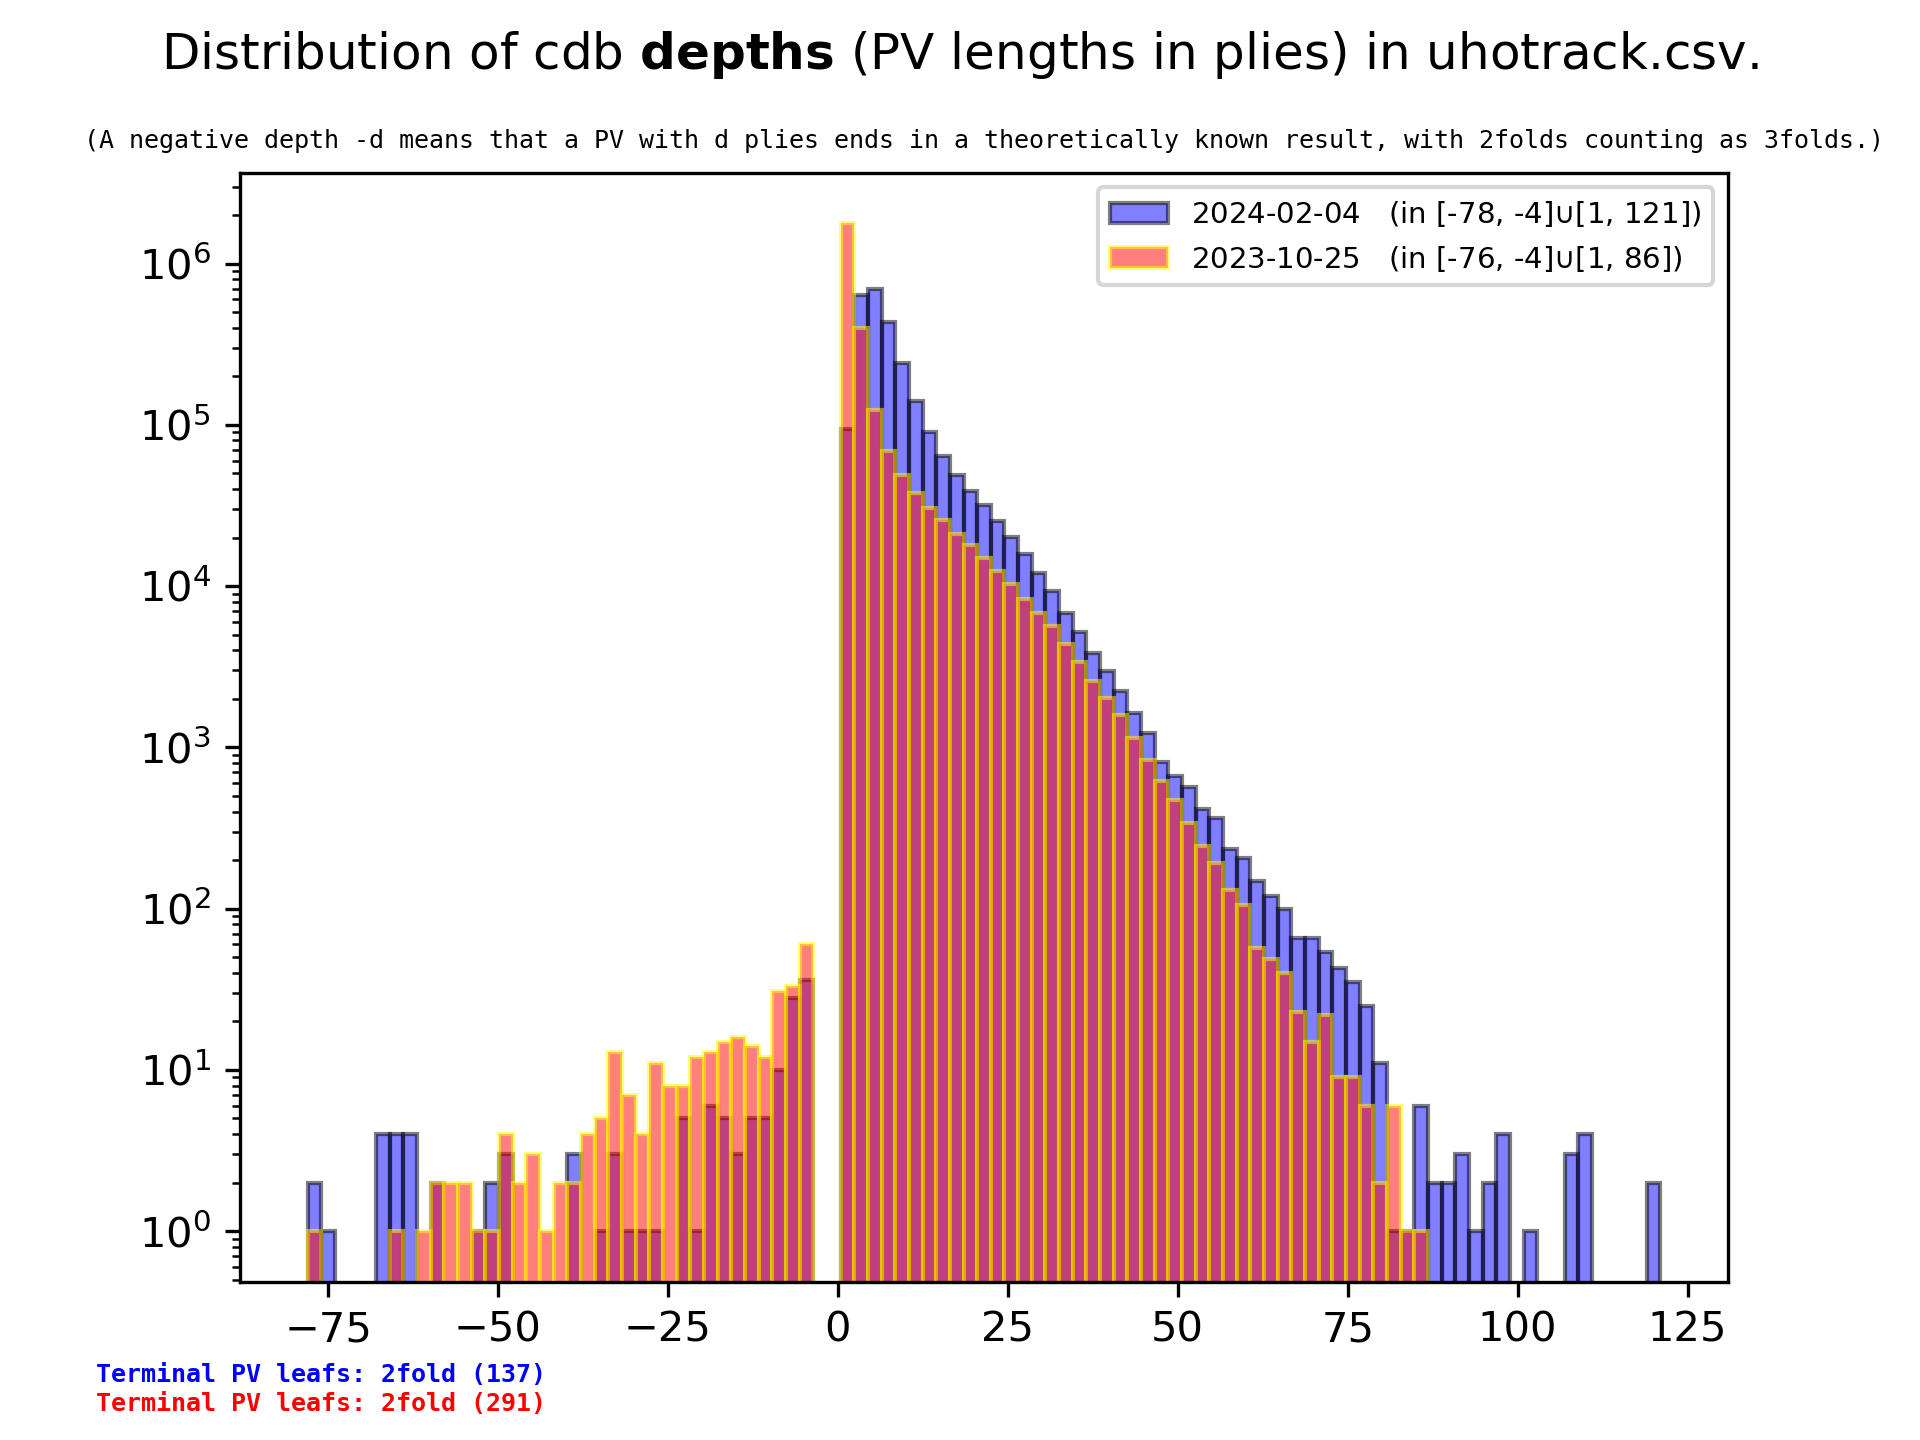 Distribution of cdb depths (PV lengths in plies) in uhotrack.csv.
(A negative depth -d means that a PV with d plies ends in a theoretically known result, with 2folds counting as 3folds.)
2024-02-04 (in [-78, -4]∪[1, 121])
2023-10-25 (in [-76, -4]∪[1, 86])
10⁶
10⁵
10⁴
10³
10²
10¹
10⁰
−75 −50 −25 0 25 50 75 100 125
Terminal PV leafs: 2fold (137)
Terminal PV leafs: 2fold (291)